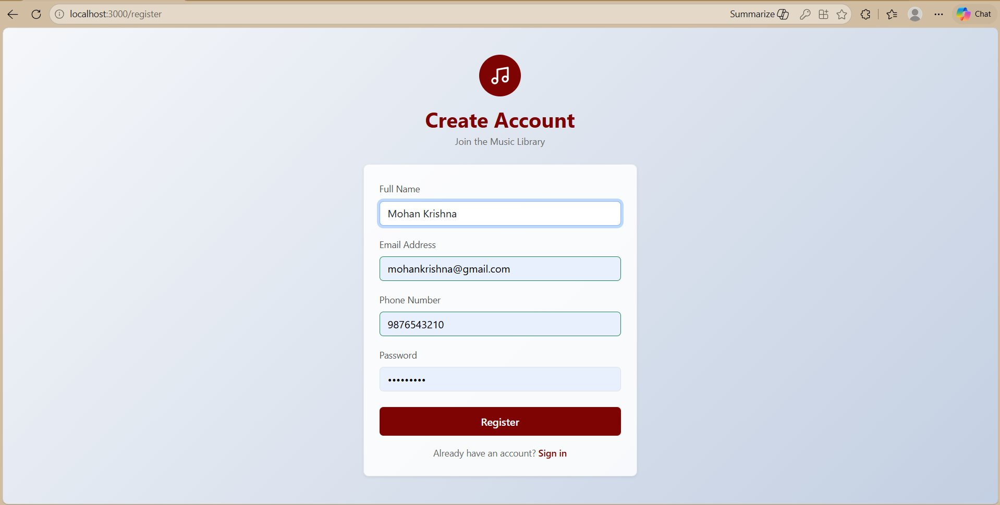 localhost:3000/register
Summarize
Chat
Create Account
Join the Music Library
Full Name
Mohan Krishna
Email Address
mohankrishna@gmail.com
Phone Number
9876543210
Password
•••••••••
Register
Already have an account? Sign in